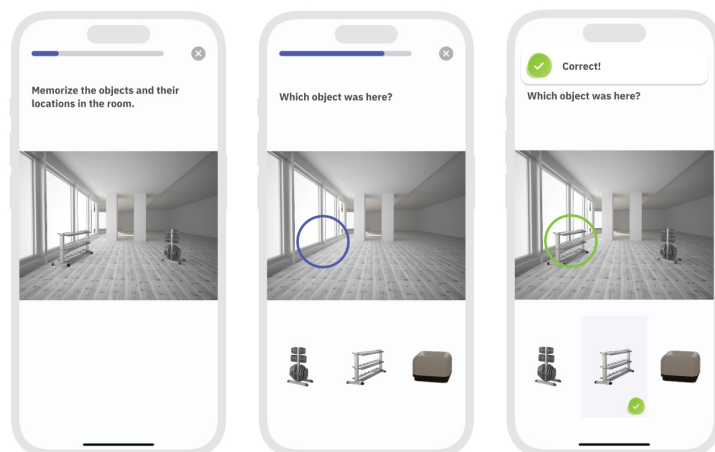 Memorize the objects and their
locations in the room.
Which object was here?
Correct!
Which object was here?